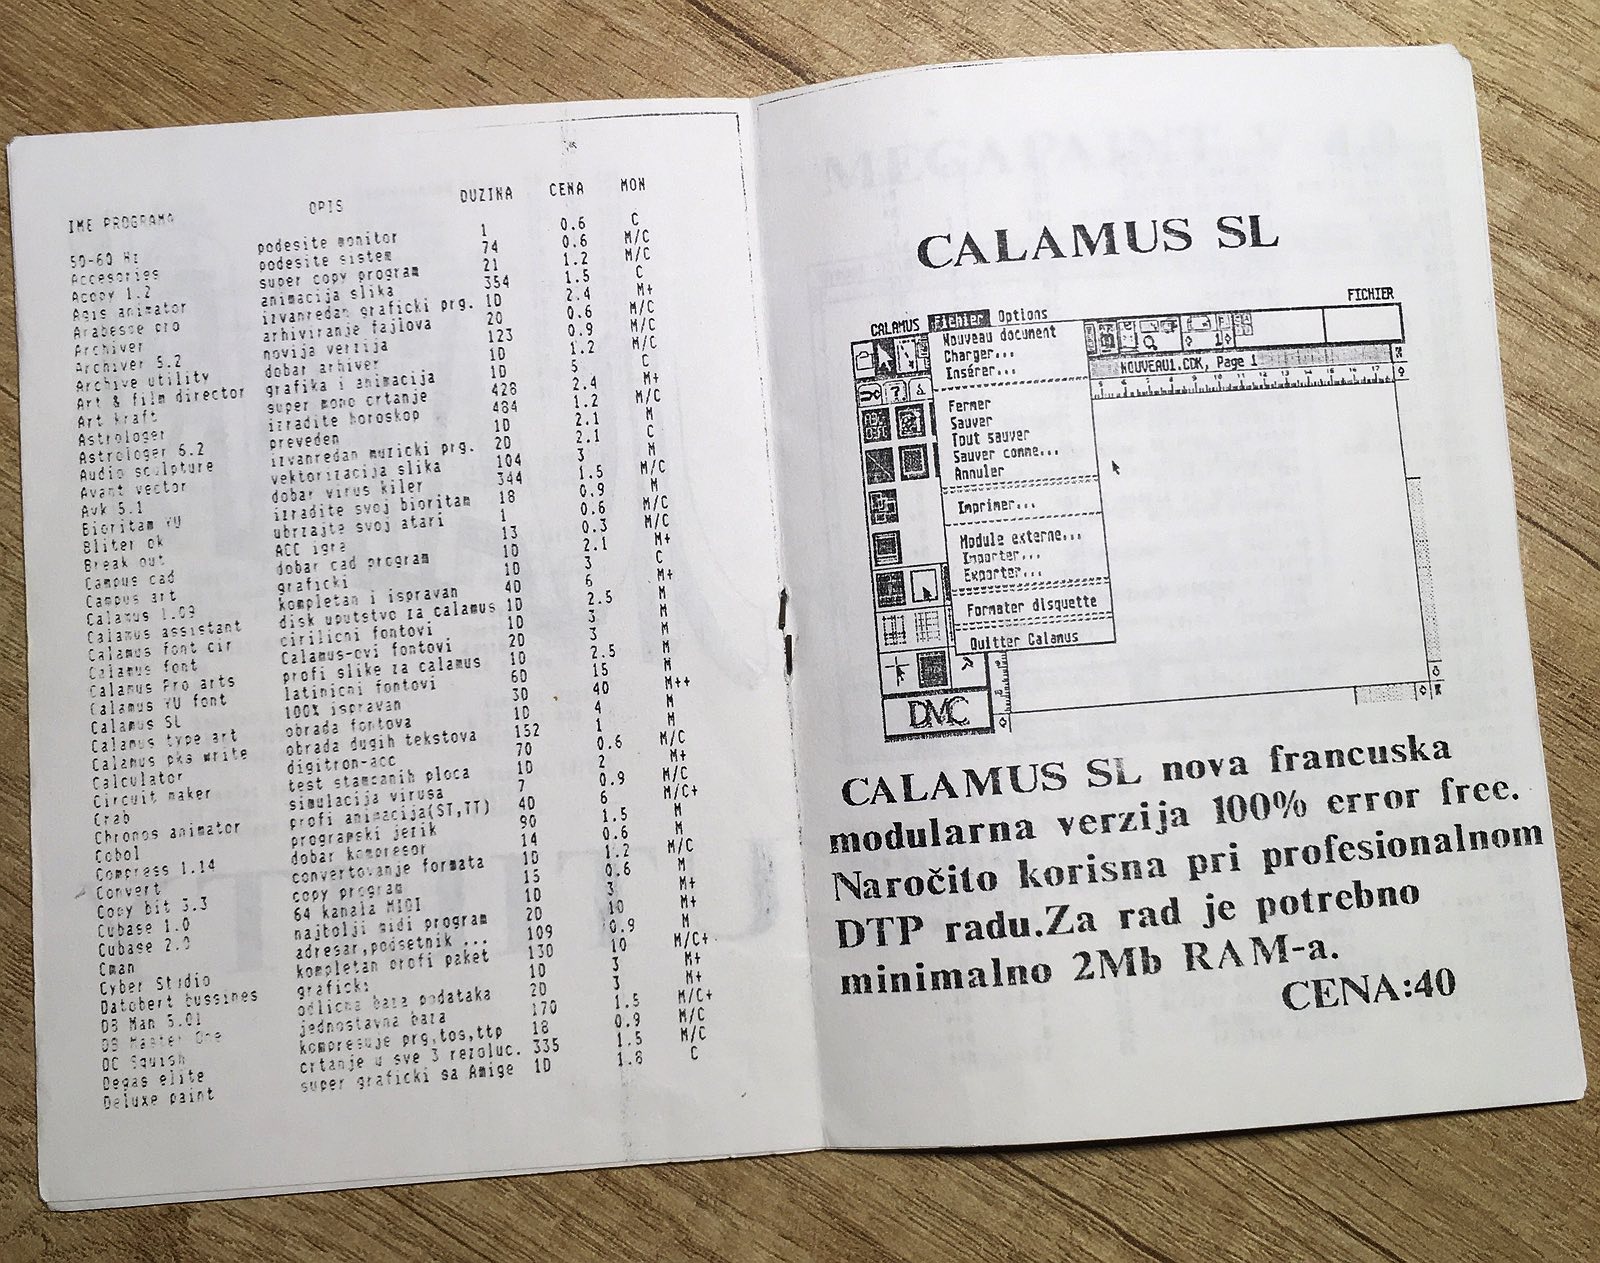 IME PROGRAMA OPIS DUZINA CENA MON
50-60 Hz podesite monitor 1 0.6 C
Accesories podesite sistem 74 0.6 M/C
Acopy 1.2 super copy program 21 1.2 M/C
Agis animator animacija slika 354 1.5 C
Arabesce pro izvanredan graficki prg. 1D 2.4 M+
Archiver arhiviranje fajlova 2D 0.6 M/C
Archiver 5.2 novija verzija 123 0.9 M/C
Archive utility dobar arhiver 1D 1.2 M/C
Art & film director grafika i animacija 1D 5 C
Art kraft super mono crtanje 428 2.4 M+
Astrologer izradite horoskop 484 1.2 M/C
Astrologer 6.2 preveden 1D 2.1 M
Audio sculpture izvanredan muzicki prg. 2D 2.1 C
Avant vector vektorizacija slika 104 3 M
Avk 5.1 dobar virus kiler 344 1.5 M/C
Bioritam YU izradite svoj bioritam 18 0.9 M
Bliter ok ubrzajte svoj atari 1 0.6 M/C
Break out ACC igra 13 0.3 M/C
Campus cad dobar cad program 1D 2.1 M+
Campus art graficki 1D 3 C
Calamus 1.09 kompletan i ispravan 4D 6 M+
Calamus assistant disk uputstvo za calamus 1D 2.5 M
Calamus font cir cirilicni fontovi 1D 3 M
Calamus font Calamus-ovi fontovi 2D 3 M
Calamus Pro arts profi slike za calamus 1D 2.5 M
Calamus YU font latinicni fontovi 6D 15 M
Calamus SL 100% ispravan 3D 40 M++
Calamus type art obrada fontova 1D 4 M
Calamus pks write obrada dugih tekstova 152 1 M
Calculator digitron-acc 70 0.6 M/C
Circuit maker test stamcanih ploca 1D 2 M+
Crab simulacija virusa 7 0.9 M/C
Chronos animator profi animacija(ST,TT) 4D 6 M/C+
Cobol programski jezik 90 1.5 M
Compress 1.14 dobar kompresor 14 0.6 M
Convert convertovanje formata 1D 1.2 M/C
Copy bit 3.3 copy program 15 0.6 M
Cubase 1.0 64 kanala MIDI 1D 3 M+
Cubase 2.0 najbolji midi program 2D 10 M+
Cman adresar,podsetnik ... 109 0.9 M
Cyber Studio kompletan profi paket 130 10 M/C+
Datobert bussines graficki 1D 3 M+
DB Man 5.01 odlicna baza podataka 2D 3 M+
DB Master One jednostavna baza 170 1.5 M/C+
DC Squish kompresuje prg,tos,ttp 18 0.9 M/C
Degas elite crtanje u sve 3 rezoluc. 335 1.5 M/C
Deluxe paint super graficki sa Amige 1D 1.8 C
CALAMUS SL
FICHIER
CALAMUS Fichier Options
Nouveau document
Charger...
Insérer...
NOUVEAU1.CDK, Page 1
Fermer
Sauver
Tout sauver
Sauver comme...
Annuler
Imprimer...
Module externe...
Importer...
Exporter...
Formater disquette
Quitter Calamus
DMC
CALAMUS SL nova francuska
modularna verzija 100% error free.
Naročito korisna pri profesionalnom
DTP radu.Za rad je potrebno
minimalno 2Mb RAM-a.
CENA:40